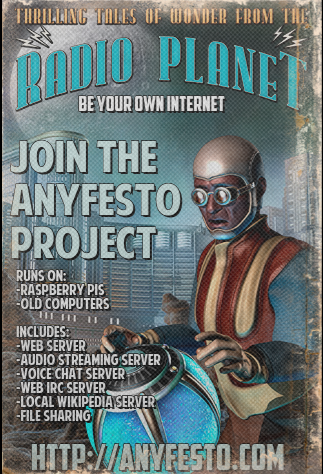 THRILLING TALES OF WONDER FROM THE
RADIO PLANET
BE YOUR OWN INTERNET
JOIN THE
ANYFESTO
PROJECT
RUNS ON:
-RASPBERRY PIS
-OLD COMPUTERS
INCLUDES:
-WEB SERVER
-AUDIO STREAMING SERVER
-VOICE CHAT SERVER
-WEB IRC SERVER
-LOCAL WIKIPEDIA SERVER
-FILE SHARING
HTTP://ANYFESTO.COM